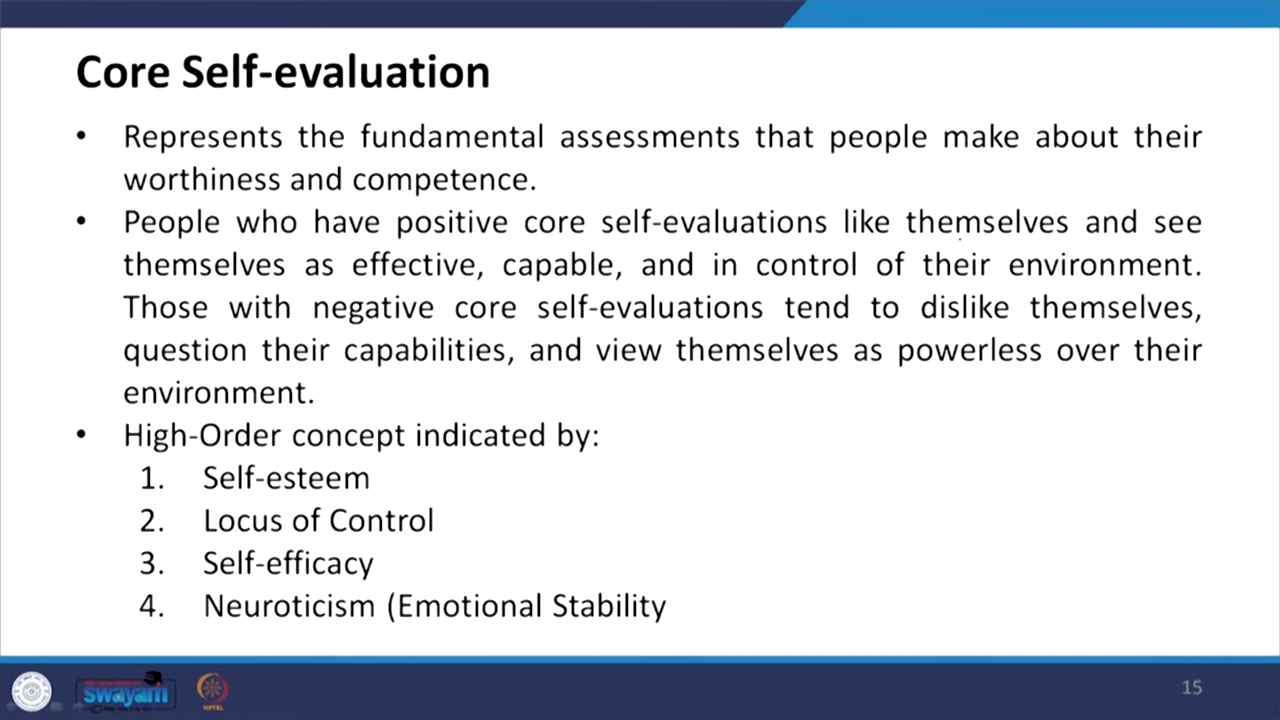 Core Self-evaluation
• Represents the fundamental assessments that people make about their
worthiness and competence.
• People who have positive core self-evaluations like themselves and see
themselves as effective, capable, and in control of their environment.
Those with negative core self-evaluations tend to dislike themselves,
question their capabilities, and view themselves as powerless over their
environment.
• High-Order concept indicated by:
1. Self-esteem
2. Locus of Control
3. Self-efficacy
4. Neuroticism (Emotional Stability
swayam
NPTEL
15